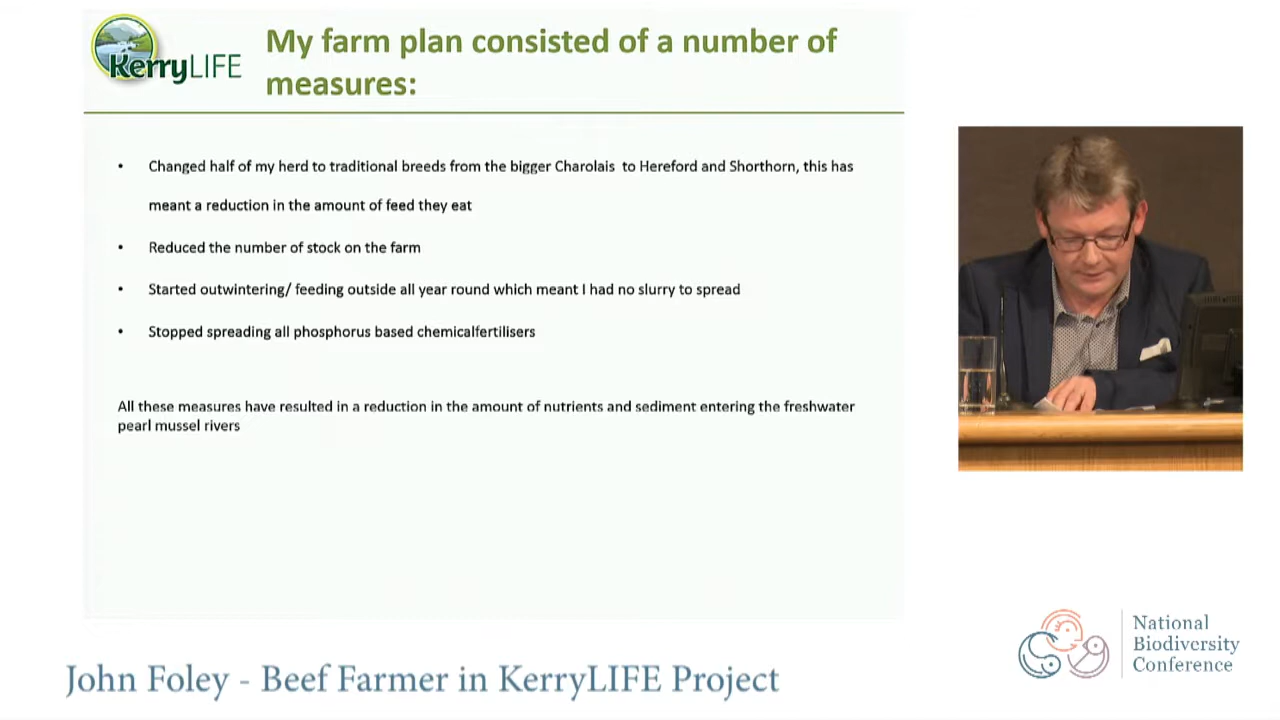 KerryLIFE
My farm plan consisted of a number of
measures:
• Changed half of my herd to traditional breeds from the bigger Charolais to Hereford and Shorthorn, this has
meant a reduction in the amount of feed they eat
• Reduced the number of stock on the farm
• Started outwintering/ feeding outside all year round which meant I had no slurry to spread
• Stopped spreading all phosphorus based chemicalfertilisers
All these measures have resulted in a reduction in the amount of nutrients and sediment entering the freshwater
pearl mussel rivers
John Foley - Beef Farmer in KerryLIFE Project
National
Biodiversity
Conference